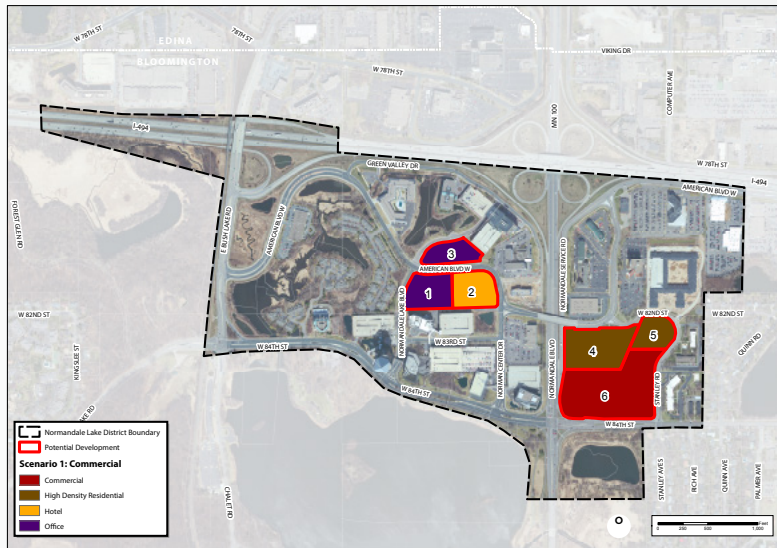 W 78TH ST
78TH ST
EDINA
BLOOMINGTON
VIKING DR
W 78TH ST
COMPUTER AVE
MN 100
I-494
GREEN VALLEY DR
W 78TH ST
I-494
AMERICAN BLVD W
FOREST GLEN RD
E BUSH LAKE RD
AMERICAN BLVD W
NORMANDALE SERVICE RD
3
AMERICAN BLVD W
1
2
NORMANDALE LAKE BLVD
W 82ND ST
W 82ND ST
W 82ND ST
KINGSLEE ST
W 84TH ST
W 83RD ST
NORMAN CENTER DR
NORMANDALE BLVD
4
5
6
STANLEY RD
QUINN RD
W 84TH ST
W 84TH ST
KE RD
CHALET RD
STANLEY AVE S
RICH AVE
QUINN AVE
PALMER AVE
Normandale Lake District Boundary
Potential Development
Scenario 1: Commercial
Commercial
High Density Residential
Hotel
Office
O
Feet
0 250 500 1,000